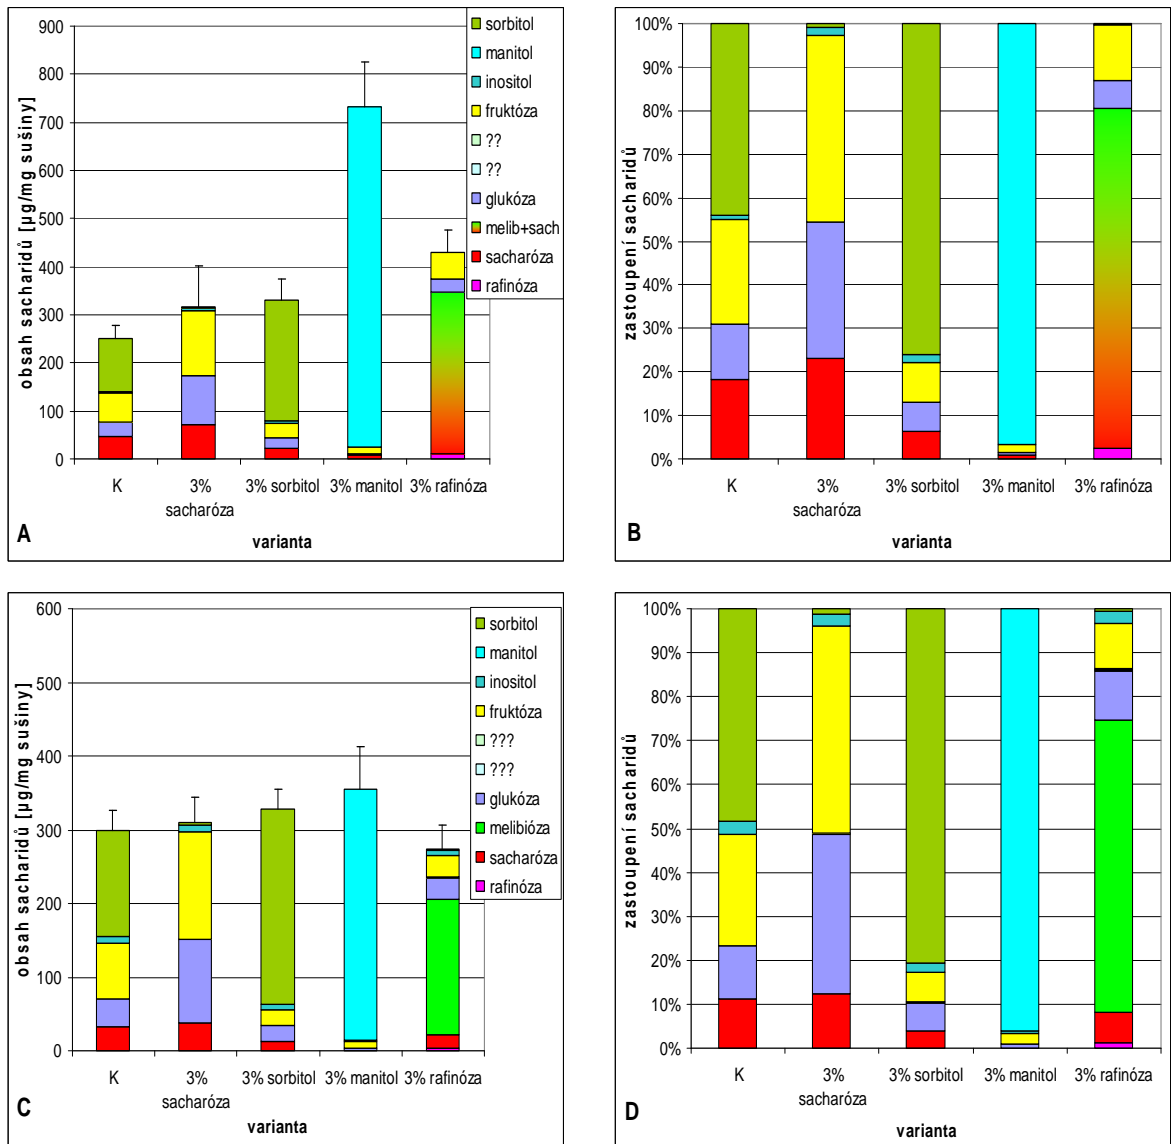 obsah sacharidů [µg/mg sušiny]
900
800
700
600
500
400
300
200
100
0
sorbitol
manitol
inositol
fruktóza
??
??
glukóza
melib+sach
sacharóza
rafinóza
K
3% sacharóza
3% sorbitol
3% manitol
3% rafinóza
A
varianta
zastoupení sacharidů
100%
90%
80%
70%
60%
50%
40%
30%
20%
10%
0%
K
3% sacharóza
3% sorbitol
3% manitol
3% rafinóza
B
varianta
obsah sacharidů [µg/mg sušiny]
600
500
400
300
200
100
0
sorbitol
manitol
inositol
fruktóza
???
???
glukóza
melibióza
sacharóza
rafinóza
K
3% sacharóza
3% sorbitol
3% manitol
3% rafinóza
C
varianta
zastoupení sacharidů
100%
90%
80%
70%
60%
50%
40%
30%
20%
10%
0%
K
3% sacharóza
3% sorbitol
3% manitol
3% rafinóza
D
varianta